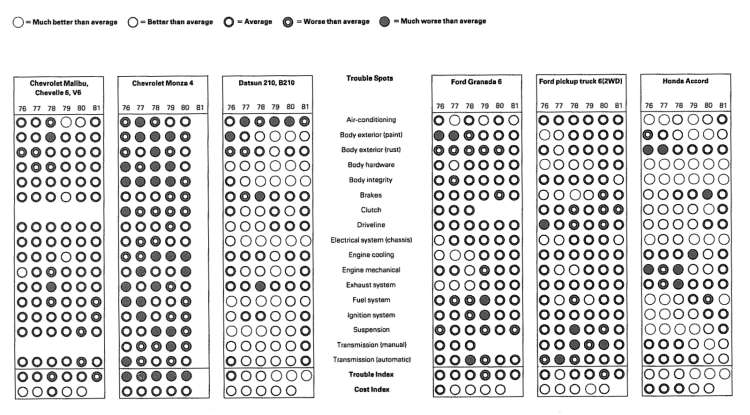 = Much better than average = Better than average = Average = Worse than average = Much worse than average
Chevrolet Malibu,
Chevelle 6, V6
76 77 78 79 80 81
Chevrolet Monza 4
76 77 78 79 80 81
Datsun 210, B210
76 77 78 79 80 81
Trouble Spots
Ford Granada 6
76 77 78 79 80 81
Ford pickup truck 6(2WD)
76 77 78 79 80 81
Honda Accord
76 77 78 79 80 81
Air-conditioning
Body exterior (paint)
Body exterior (rust)
Body hardware
Body integrity
Brakes
Clutch
Driveline
Electrical system (chassis)
Engine cooling
Engine mechanical
Exhaust system
Fuel system
Ignition system
Suspension
Transmission (manual)
Transmission (automatic)
Trouble Index
Cost Index